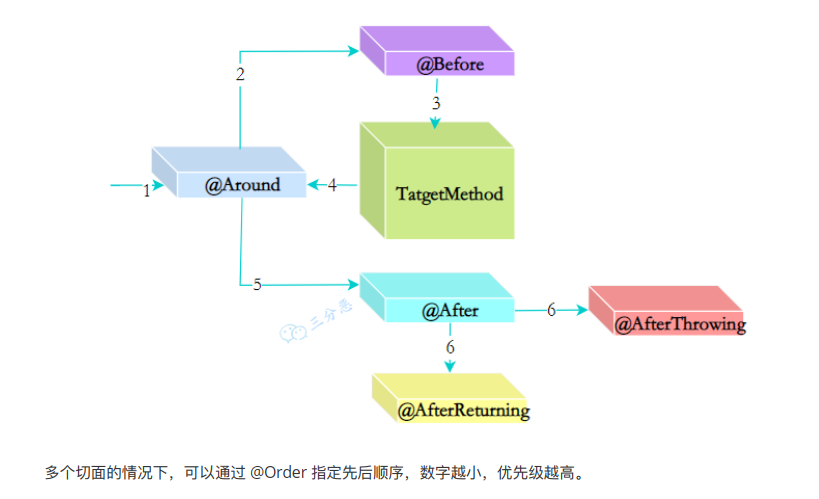 @Before
2
3
@Around
1
4
TatgetMethod
5
三分恶
@After
6
@AfterThrowing
6
@AfterReturning
多个切面的情况下，可以通过 @Order 指定先后顺序，数字越小，优先级越高。